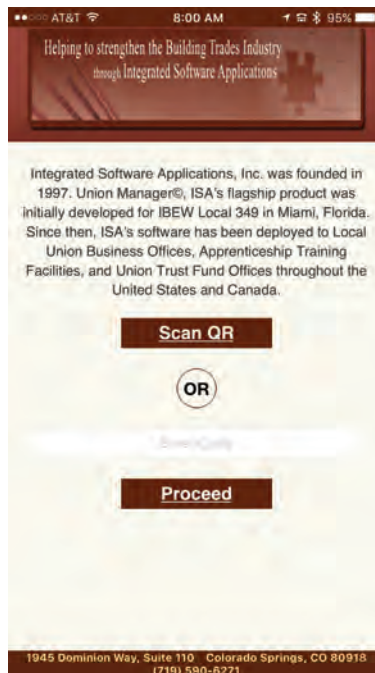 AT&T 8:00 AM 95%
Helping to strengthen the Building Trades Industry
through Integrated Software Applications
Integrated Software Applications, Inc. was founded in
1997. Union Manager©, ISA's flagship product was
initially developed for IBEW Local 349 in Miami, Florida.
Since then, ISA's software has been deployed to Local
Union Business Offices, Apprenticeship Training
Facilities, and Union Trust Fund Offices throughout the
United States and Canada.
Scan QR
OR
Proceed
1945 Dominion Way, Suite 110 Colorado Springs, CO 80918
(719) 590-6271